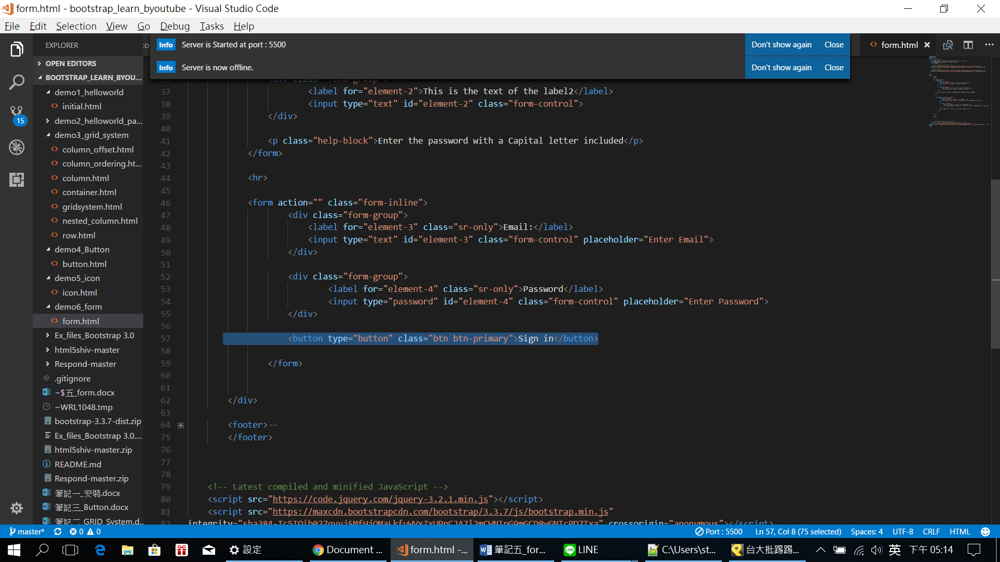 form.html - bootstrap_learn_byoutube - Visual Studio Code
File Edit Selection View Go Debug Tasks Help
EXPLORER
Info Server is Started at port : 5500 Don't show again Close
Info Server is now offline. Don't show again Close
form.html
OPEN EDITORS
BOOTSTRAP_LEARN_BYOU...
demo1_helloworld
initial.html
demo2_helloworld_pa...
demo3_grid_system
column_offset.html
column_ordering.ht...
column.html
container.html
gridsystem.html
nested_column.html
row.html
demo4_Button
button.html
demo5_icon
icon.html
demo6_form
form.html
Ex_files_Bootstrap 3.0
html5shiv-master
Respond-master
.gitignore
~$五_form.docx
~WRL1048.tmp
bootstrap-3.3.7-dist.zip
Ex_files_Bootstrap 3.0....
html5shiv-master.zip
README.md
Respond-master.zip
筆記一_安裝.docx
筆記三_Button.docx
筆記二_GRID_System.d...
15
37 <label for="element-2">This is the text of the label2</label>
38 <input type="text" id="element-2" class="form-control">
39 </div>
40
41 <p class="help-block">Enter the password with a Capital letter included</p>
42 </form>
43
44 <hr>
45
46 <form action="" class="form-inline">
47 <div class="form-group">
48 <label for="element-3" class="sr-only">Email:</label>
49 <input type="text" id="element-3" class="form-control" placeholder="Enter Email">
50 </div>
51
52 <div class="form-group">
53 <label for="element-4" class="sr-only">Password</label>
54 <input type="password" id="element-4" class="form-control" placeholder="Enter Password">
55 </div>
56
57 <button type="button" class="btn btn-primary">Sign in</button>
58
59 </form>
60
61
62 </div>
63
64 <footer>...
75 </footer>
76
77
78
79 <!-- Latest compiled and minified JavaScript -->
80 <script src="https://code.jquery.com/jquery-3.2.1.min.js"></script>
81 <script src="https://maxcdn.bootstrapcdn.com/bootstrap/3.3.7/js/bootstrap.min.js"
82 crossorigin="anonymous"></script>
master* 0 0 Port : 5500 Ln 57, Col 8 (75 selected) Spaces: 4 UTF-8 CRLF HTML
設定 Document ... form.html -... 筆記五_for... LINE C:\Users\st... 台大批踢踢... 英 下午 05:14